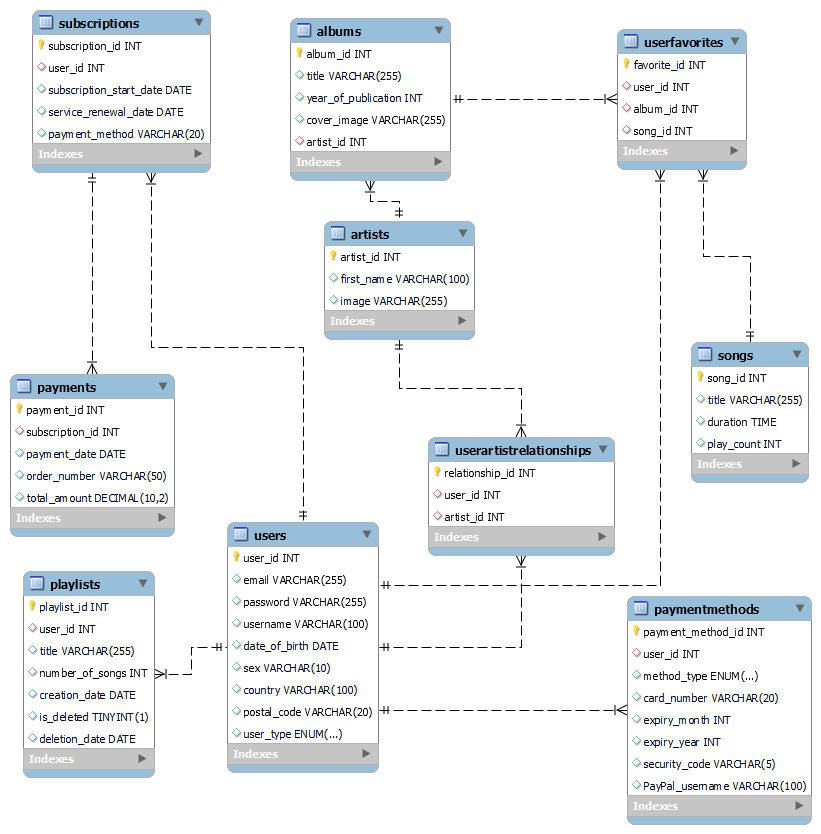 subscriptions
subscription_id INT
user_id INT
subscription_start_date DATE
service_renewal_date DATE
payment_method VARCHAR(20)
Indexes
albums
album_id INT
title VARCHAR(255)
year_of_publication INT
cover_image VARCHAR(255)
artist_id INT
Indexes
userfavorites
favorite_id INT
user_id INT
album_id INT
song_id INT
Indexes
artists
artist_id INT
first_name VARCHAR(100)
image VARCHAR(255)
Indexes
songs
song_id INT
title VARCHAR(255)
duration TIME
play_count INT
Indexes
payments
payment_id INT
subscription_id INT
payment_date DATE
order_number VARCHAR(50)
total_amount DECIMAL(10,2)
Indexes
userartistrelationships
relationship_id INT
user_id INT
artist_id INT
Indexes
users
user_id INT
email VARCHAR(255)
password VARCHAR(255)
username VARCHAR(100)
date_of_birth DATE
sex VARCHAR(10)
country VARCHAR(100)
postal_code VARCHAR(20)
user_type ENUM(...)
Indexes
playlists
playlist_id INT
user_id INT
title VARCHAR(255)
number_of_songs INT
creation_date DATE
is_deleted TINYINT(1)
deletion_date DATE
Indexes
paymentmethods
payment_method_id INT
user_id INT
method_type ENUM(...)
card_number VARCHAR(20)
expiry_month INT
expiry_year INT
security_code VARCHAR(5)
PayPal_username VARCHAR(100)
Indexes